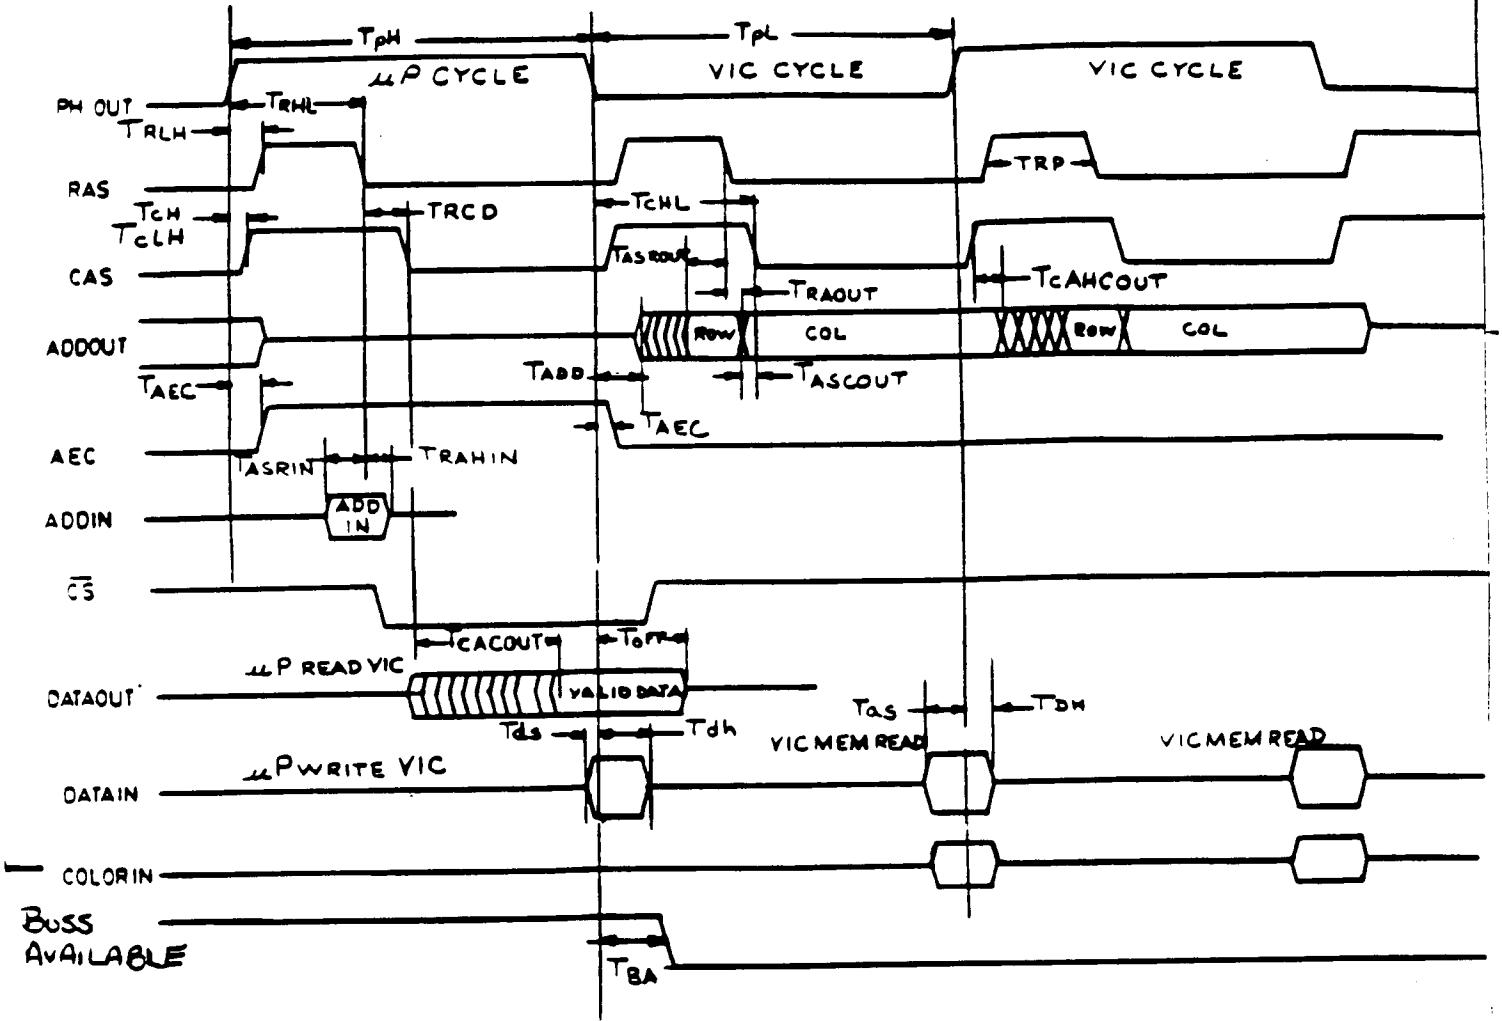 TpH
TpL
µP CYCLE
VIC CYCLE
VIC CYCLE
PH OUT
TRHL
TRLH
RAS
TRP
TCH
TCLH
TRCD
TCHL
CAS
TASROUT
TCAHCOUT
TRAOUT
ADDOUT
ROW
COL
ROW
COL
TAEC
TADD
TASCOUT
TAEC
AEC
TASRIN
TRAHIN
ADDIN
ADD
IN
CS
TCACOUT
TOFF
µP READ VIC
DATAOUT
VALID DATA
Tds
Tdh
Tas
TDH
VIC MEM READ
VIC MEM READ
µP WRITE VIC
DATAIN
COLORIN
BUSS
AVAILABLE
TBA